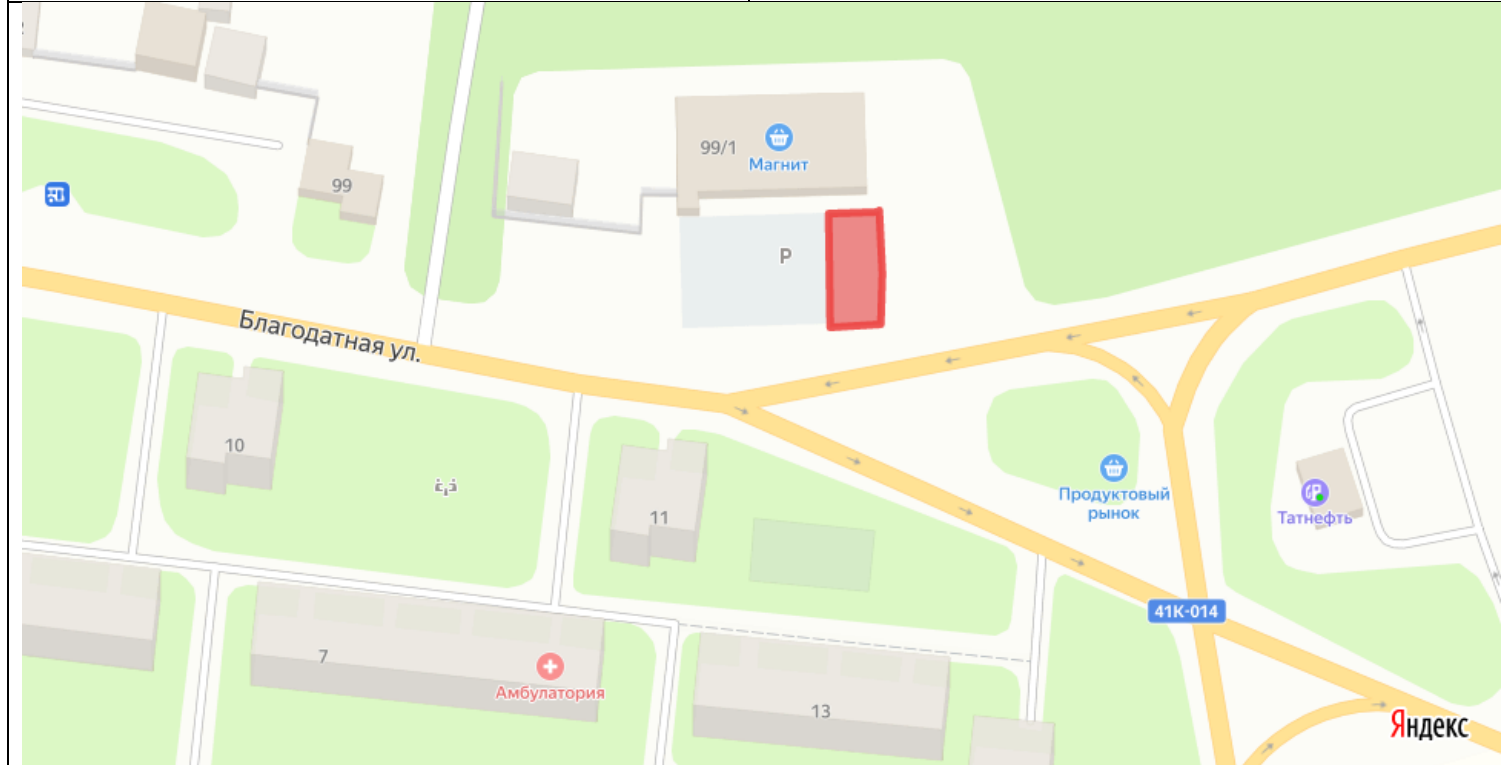 99/1
Магнит
99
P
Благодатная ул.
10
11
Продуктовый
рынок
Татнефть
41К-014
7
Амбулатория
13
Яндекс